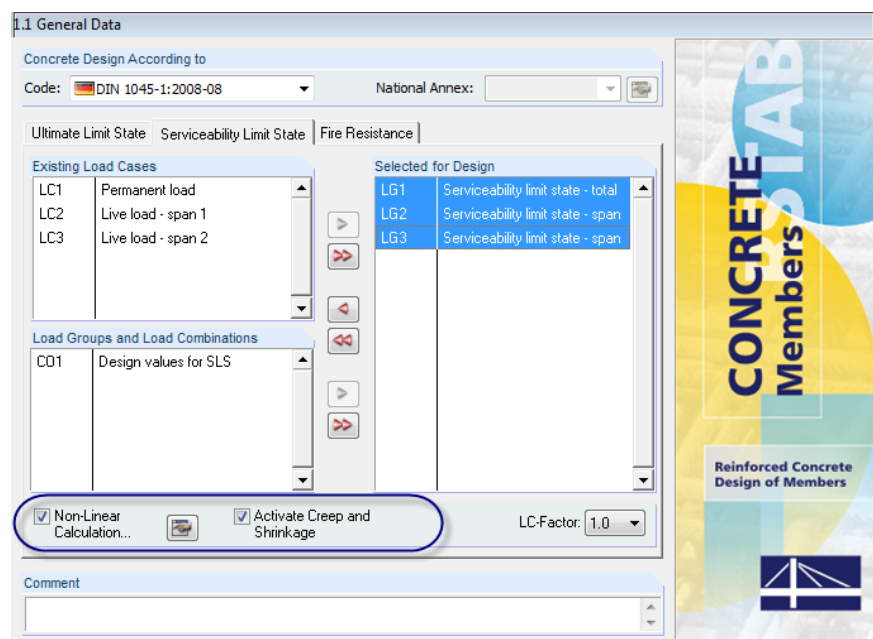 1.1 General Data
Concrete Design According to
Code: DIN 1045-1:2008-08 National Annex:
Ultimate Limit State Serviceability Limit State Fire Resistance
Existing Load Cases
LC1 Permanent load
LC2 Live load - span 1
LC3 Live load - span 2
Selected for Design
LG1 Serviceability limit state - total
LG2 Serviceability limit state - span
LG3 Serviceability limit state - span
Load Groups and Load Combinations
CO1 Design values for SLS
Non-Linear
Calculation...
Activate Creep and
Shrinkage
LC-Factor: 1.0
Comment
RSTAB
CONCRETE
Members
Reinforced Concrete
Design of Members